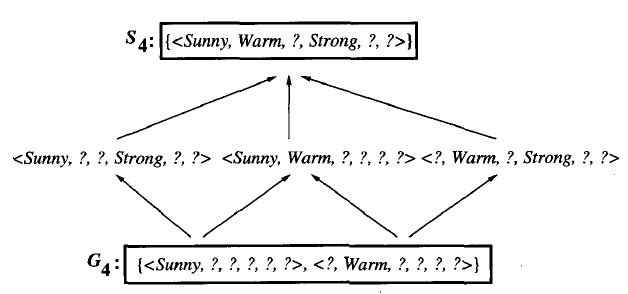 S4: {<Sunny, Warm, ?, Strong, ?, ?>}
<Sunny, ?, ?, Strong, ?, ?> <Sunny, Warm, ?, ?, ?, ?> <?, Warm, ?, Strong, ?, ?>
G4: {<Sunny, ?, ?, ?, ?, ?>, <?, Warm, ?, ?, ?, ?>}